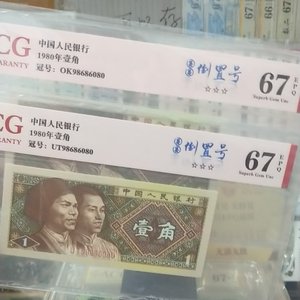 CG
ARANTY
中国人民银行
1980年壹角
冠号：OK98686080
倒置号
☆☆☆
67 EPQ
Superb Gem Unc
CG
ARRANTY
中国人民银行
1980年壹角
冠号：UT98686080
倒置号
☆☆☆
67 EPQ
Superb Gem Unc
中国人民银行
壹角
1
1